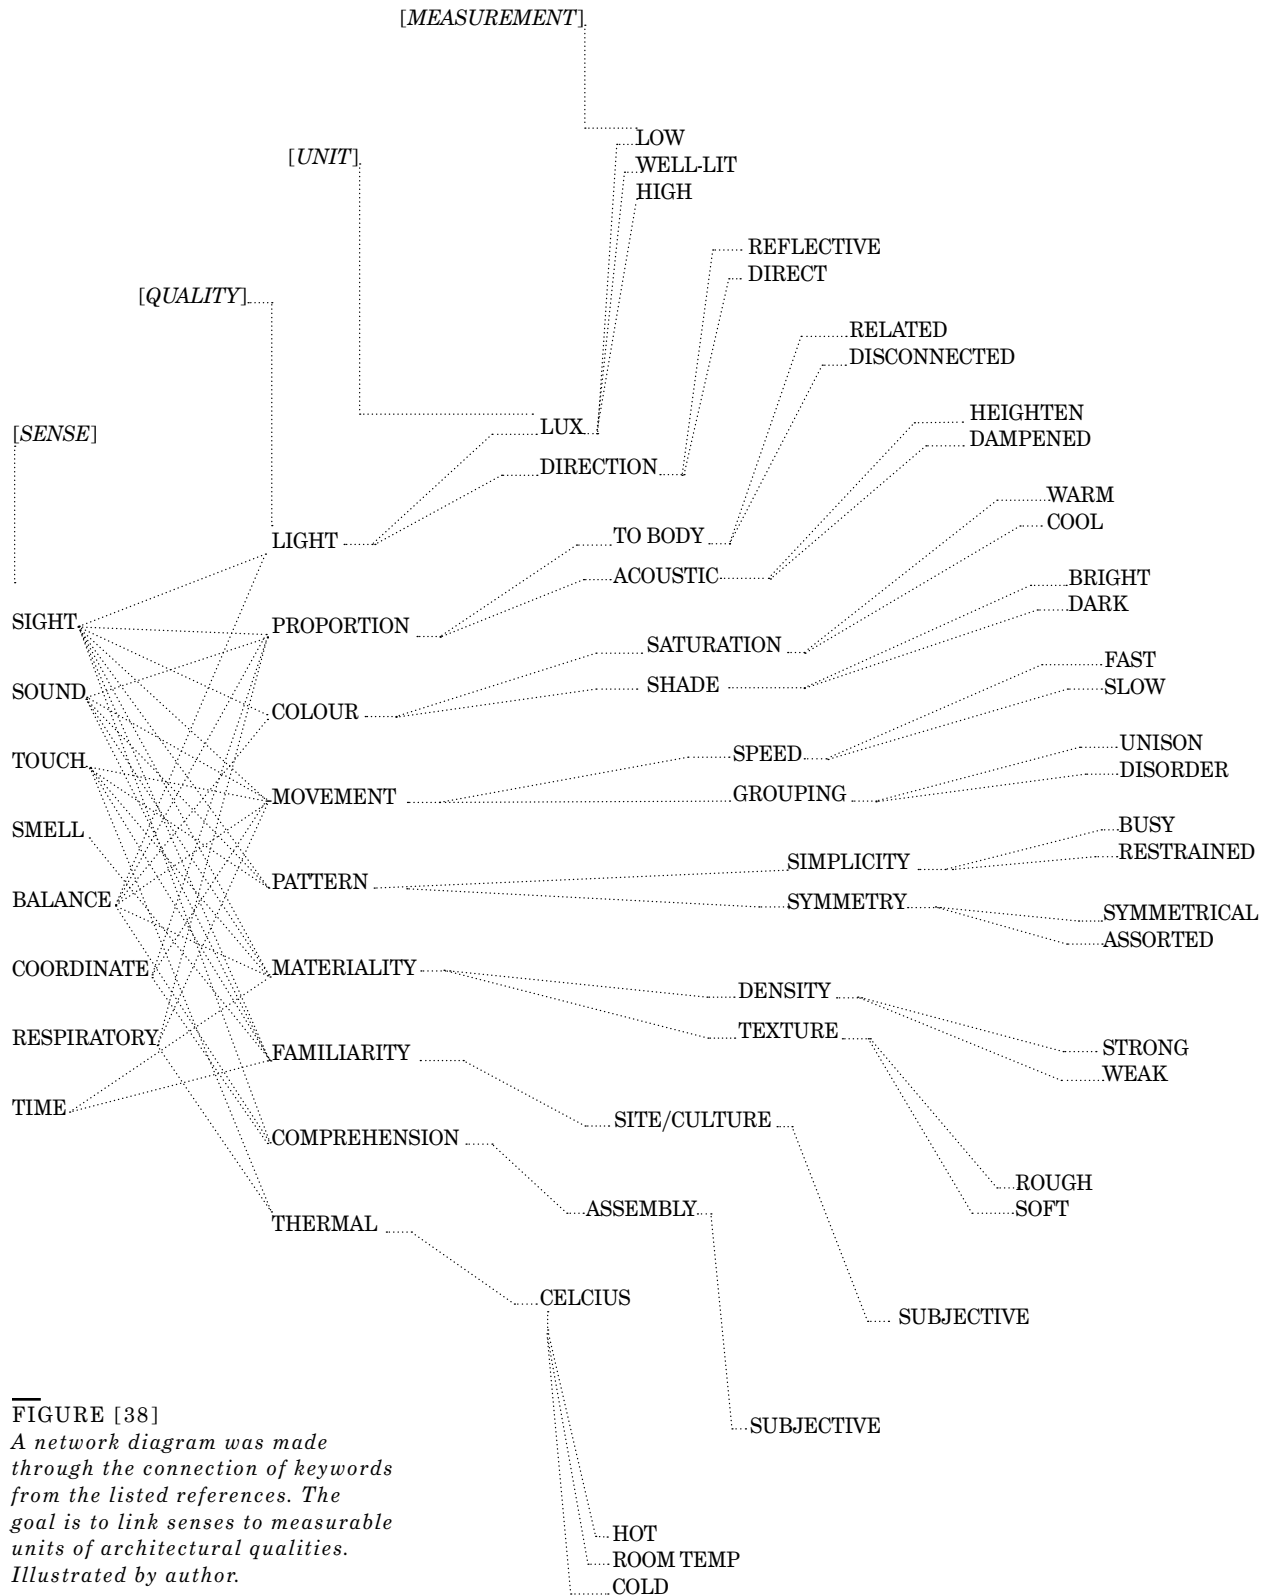 [MEASUREMENT]
LOW
[UNIT]
WELL-LIT
HIGH
REFLECTIVE
DIRECT
[QUALITY]
RELATED
DISCONNECTED
HEIGHTEN
[SENSE]
LUX
DAMPENED
DIRECTION
WARM
COOL
LIGHT
TO BODY
ACOUSTIC
BRIGHT
DARK
SIGHT
PROPORTION
SATURATION
FAST
SHADE
SLOW
SOUND
COLOUR
UNISON
TOUCH
SPEED
DISORDER
MOVEMENT
GROUPING
SMELL
BUSY
SIMPLICITY
RESTRAINED
PATTERN
BALANCE
SYMMETRY
SYMMETRICAL
ASSORTED
COORDINATE
MATERIALITY
DENSITY
RESPIRATORY
TEXTURE
FAMILIARITY
STRONG
WEAK
TIME
SITE/CULTURE
COMPREHENSION
ROUGH
ASSEMBLY
SOFT
THERMAL
CELCIUS
SUBJECTIVE
SUBJECTIVE
FIGURE [38]
A network diagram was made
through the connection of keywords
from the listed references. The
goal is to link senses to measurable
units of architectural qualities.
Illustrated by author.
HOT
ROOM TEMP
COLD